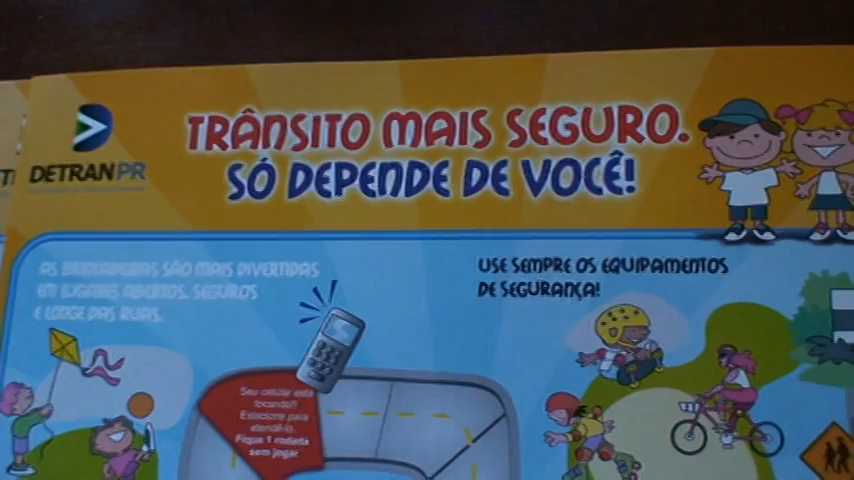 DETRAN PR
TRÂNSITO MAIS SEGURO.
SÓ DEPENDE DE VOCÊ!
AS BRINCADEIRAS SÃO MAIS DIVERTIDAS
EM LUGARES ABERTOS, SEGUROS
E LONGE DAS RUAS.
USE SEMPRE OS EQUIPAMENTOS
DE SEGURANÇA!
Seu celular está
tocando!!
Estacione para
atendê-lo.
Fique 1 rodada
sem jogar